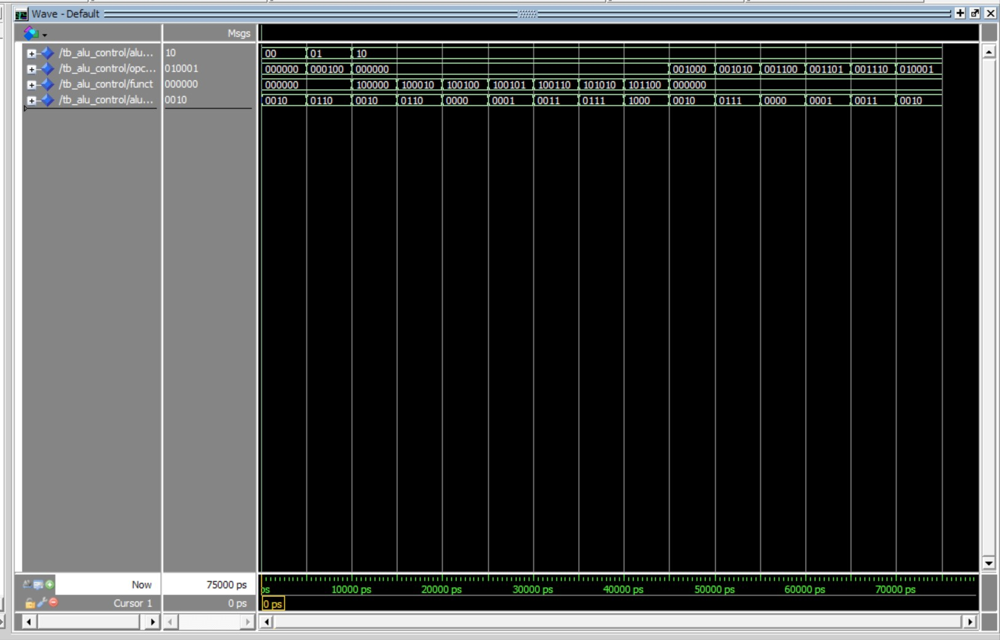 Wave - Default
Msgs
/tb_alu_control/alu... 10 00 01 10
/tb_alu_control/opc... 010001 000000 000100 000000 001000 001010 001100 001101 001110 010001
/tb_alu_control/funct 000000 000000 100000 100010 100100 100101 100110 101010 101100 000000
/tb_alu_control/alu... 0010 0010 0110 0010 0110 0000 0001 0011 0111 1000 0010 0111 0000 0001 0011 0010
Now 75000 ps ps 10000 ps 20000 ps 30000 ps 40000 ps 50000 ps 60000 ps 70000 ps
Cursor 1 0 ps 0 ps